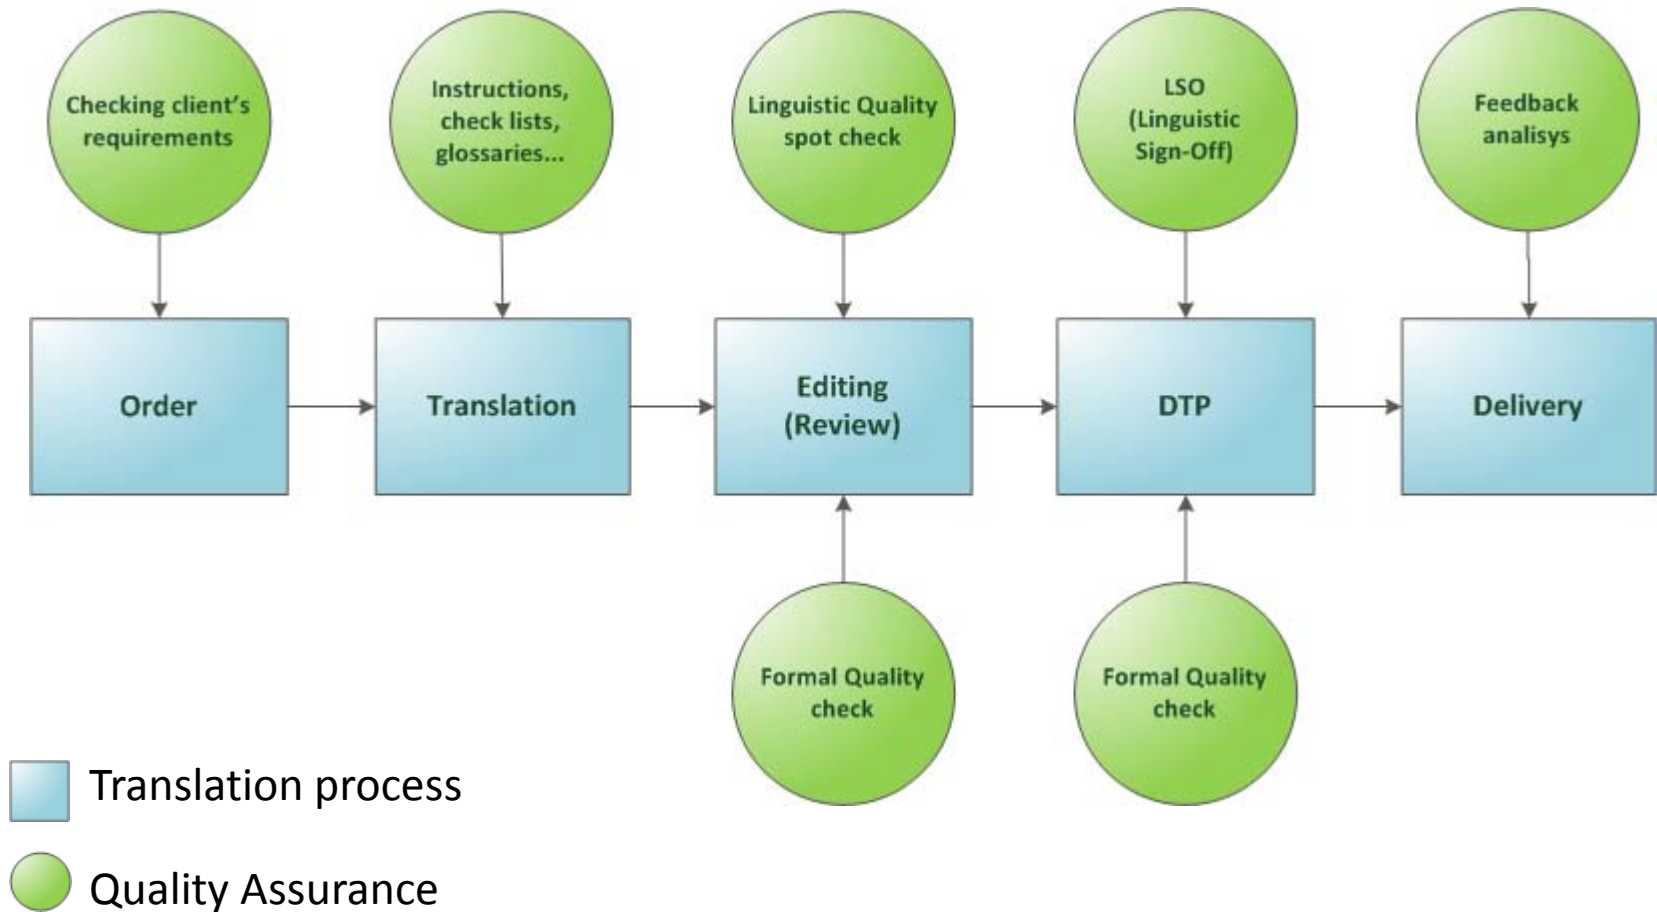 Checking client's
requirements
Instructions,
check lists,
glossaries...
Linguistic Quality
spot check
LSO
(Linguistic
Sign-Off)
Feedback
analisys
Order
Translation
Editing
(Review)
DTP
Delivery
Formal Quality
check
Formal Quality
check
Translation process
Quality Assurance